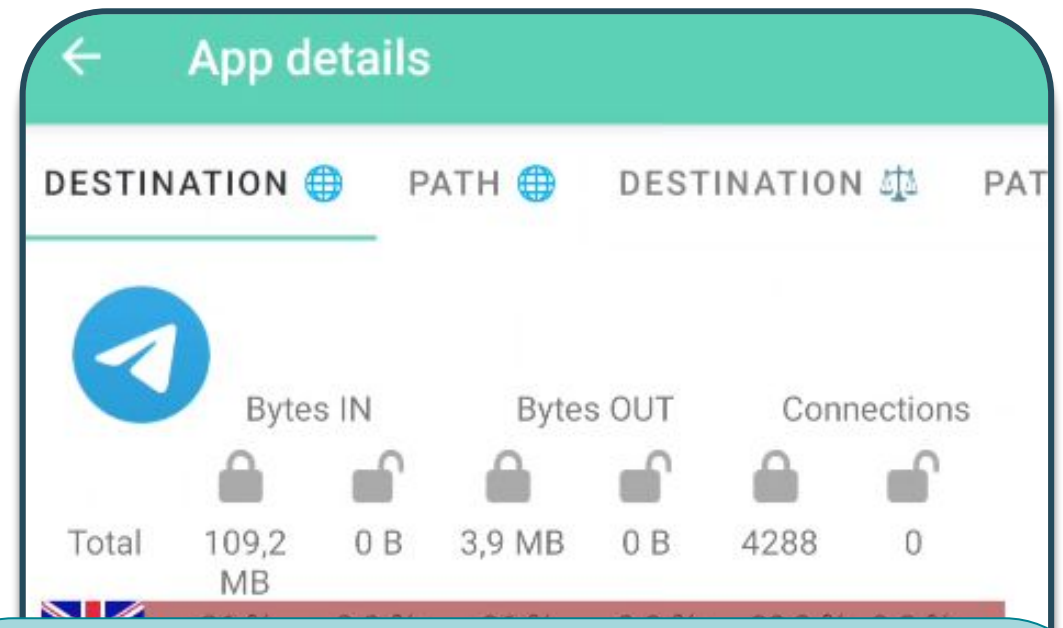 App details
DESTINATION 🌐 PATH 🌐 DESTINATION ⚖️ PAT
Bytes IN Bytes OUT Connections
Total 109,2 MB 0 B 3,9 MB 0 B 4288 0